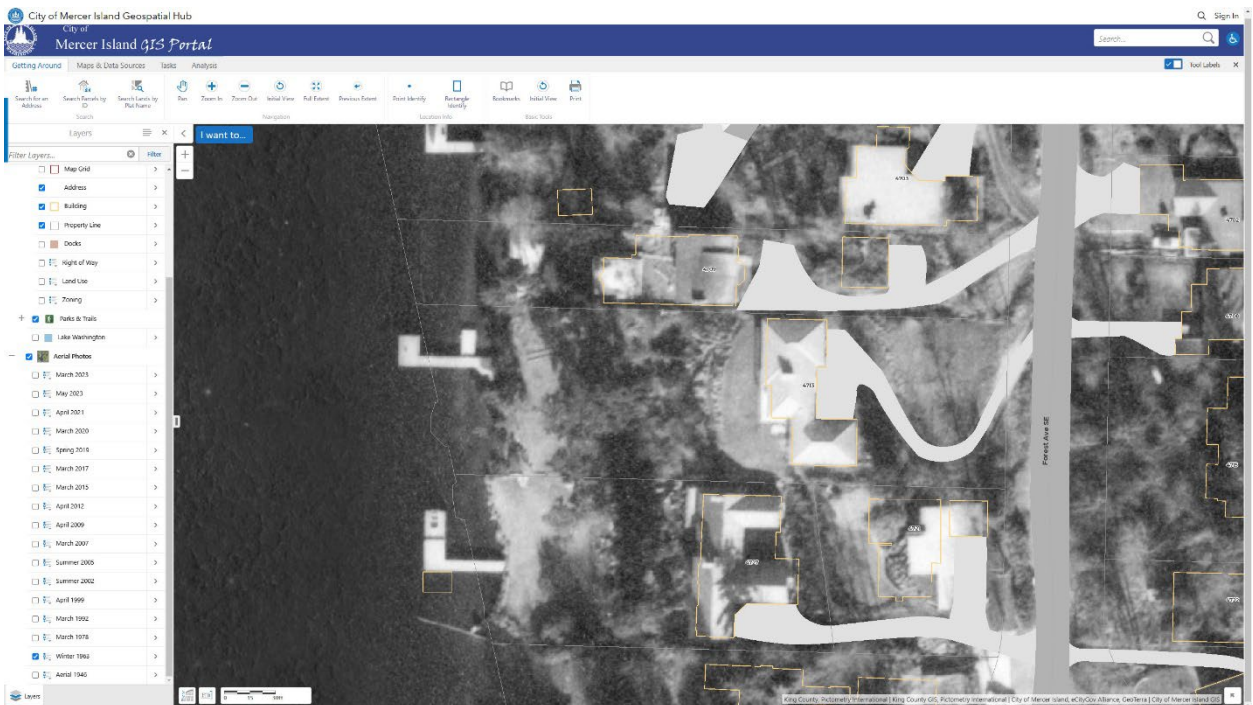 City of Mercer Island Geospatial Hub
Sign In
City of
Mercer Island GIS Portal
Search...
Getting Around Maps & Data Sources Tasks Analysis
Tool Labels
Search for an Address
Search Parcels by ID
Search Lands by Plat Name
Pan
Zoom In
Zoom Out
Initial View
Full Extent
Previous Extent
Point Identify
Rectangle Identify
Bookmarks
Initial View
Print
Search
Navigation
Location Info
Basic Tools
Layers
I want to...
Filter Layers...
Filter
Map Grid
Address
Building
Property Line
Docks
Right of Way
Land Use
Zoning
Parks & Trails
Lake Washington
Aerial Photos
March 2025
May 2023
April 2021
March 2020
Spring 2019
March 2017
March 2015
April 2012
April 2009
March 2007
Summer 2005
Summer 2002
April 1999
March 1992
March 1978
Winter 1963
Aerial 1946
4713
Forest Ave SE
Layers
King County, Pictometry International | King County GIS, Pictometry International | City of Mercer Island, eCityGov Alliance, GeoTerra | City of Mercer Island GIS